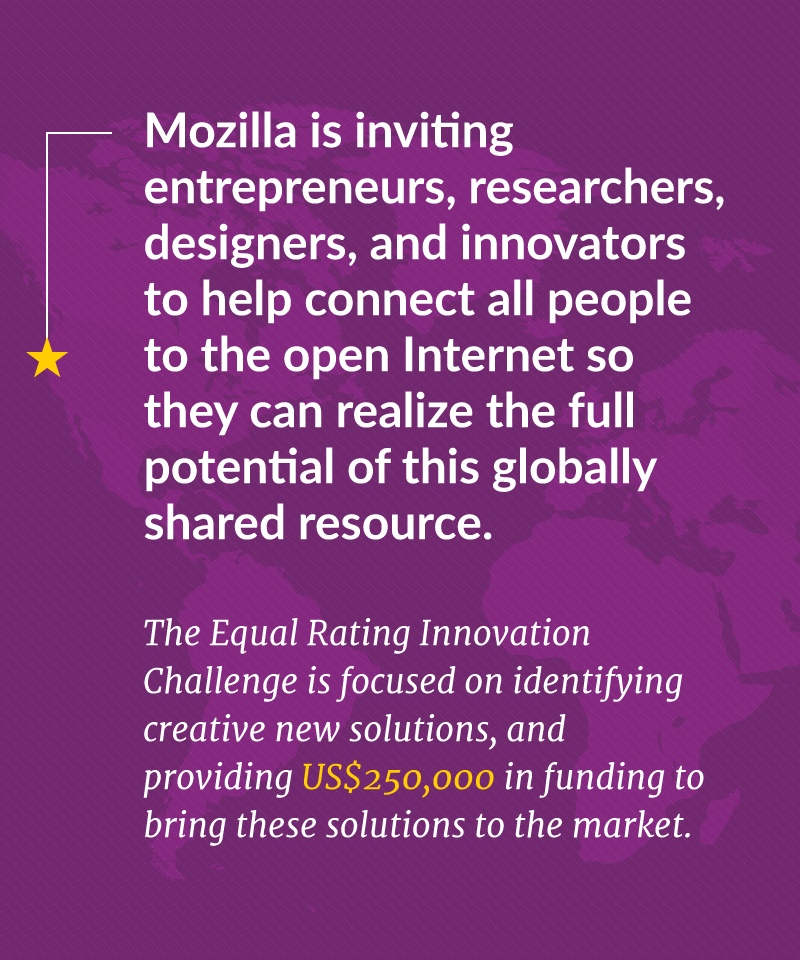 Mozilla is inviting
entrepreneurs, researchers,
designers, and innovators
to help connect all people
to the open Internet so
they can realize the full
potential of this globally
shared resource.
The Equal Rating Innovation
Challenge is focused on identifying
creative new solutions, and
providing US$250,000 in funding to
bring these solutions to the market.